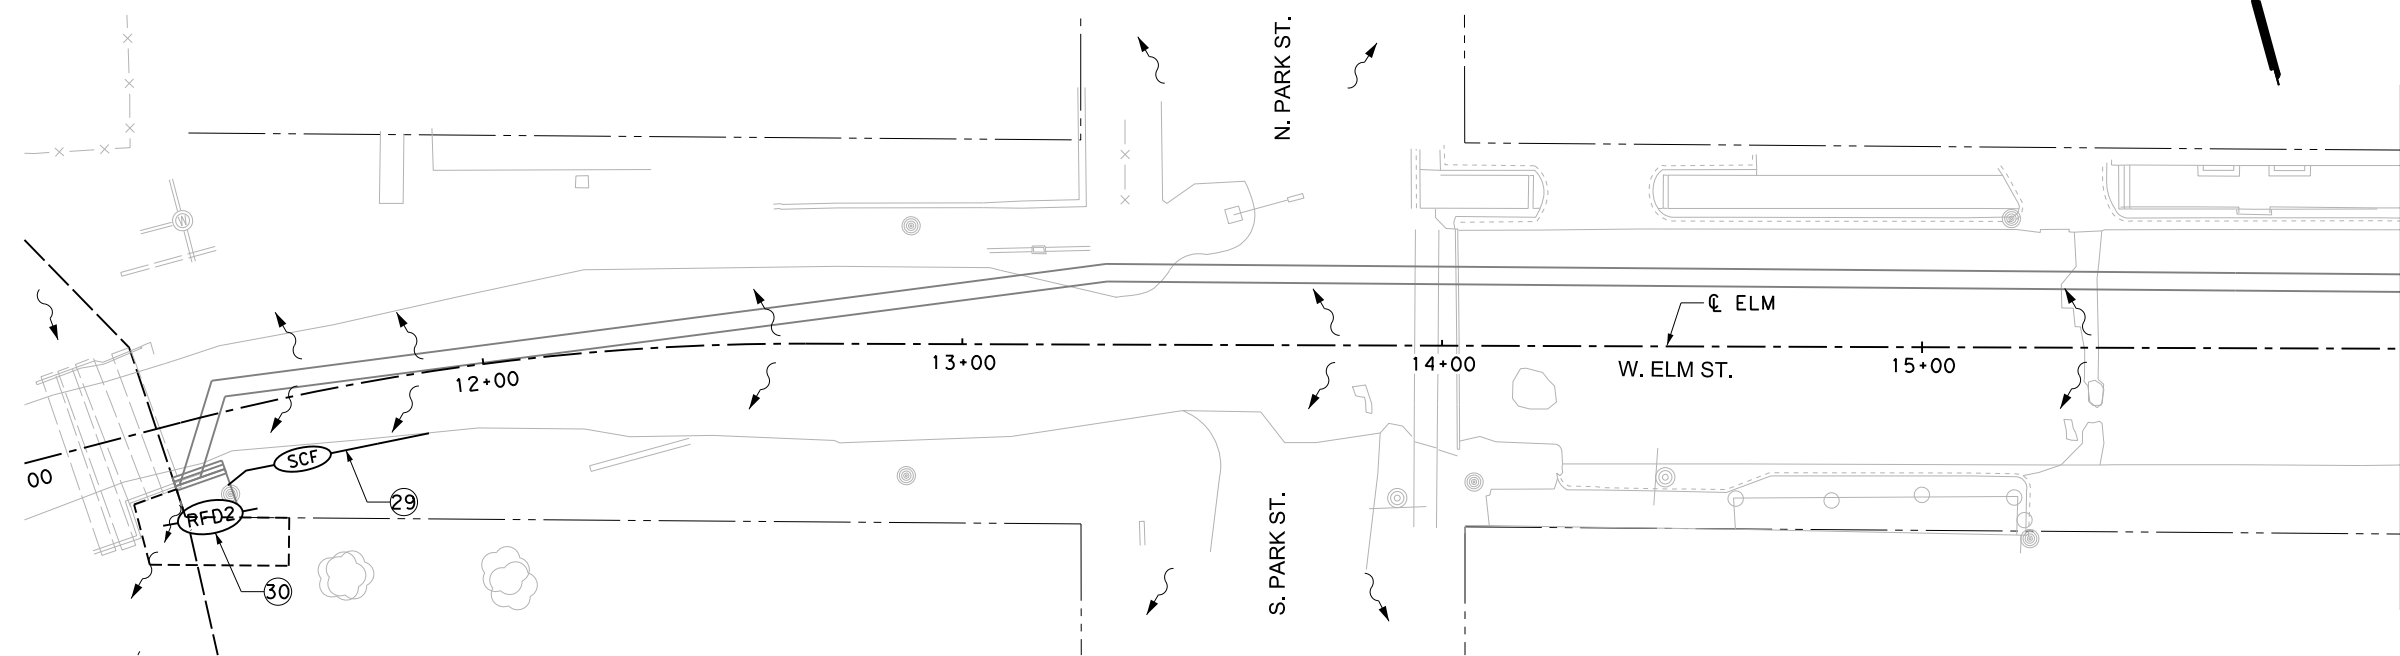 N. PARK ST.
W
℄ ELM
12+00
13+00
14+00
15+00
W. ELM ST.
00
SCF
29
RFD2
30
S. PARK ST.